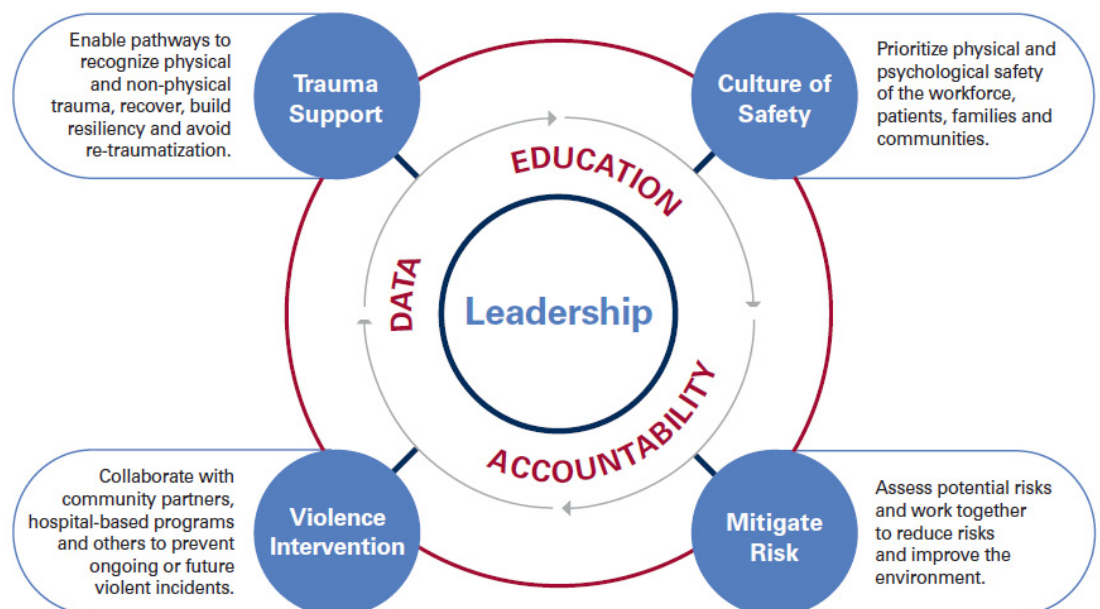 Enable pathways to
recognize physical
and non-physical
trauma, recover, build
resiliency and avoid
re-traumatization.
Trauma
Support
Culture of
Safety
Prioritize physical and
psychological safety
of the workforce,
patients, families and
communities.
EDUCATION
DATA
Leadership
ACCOUNTABILITY
Collaborate with
community partners,
hospital-based programs
and others to prevent
ongoing or future
violent incidents.
Violence
Intervention
Mitigate
Risk
Assess potential risks
and work together
to reduce risks
and improve the
environment.